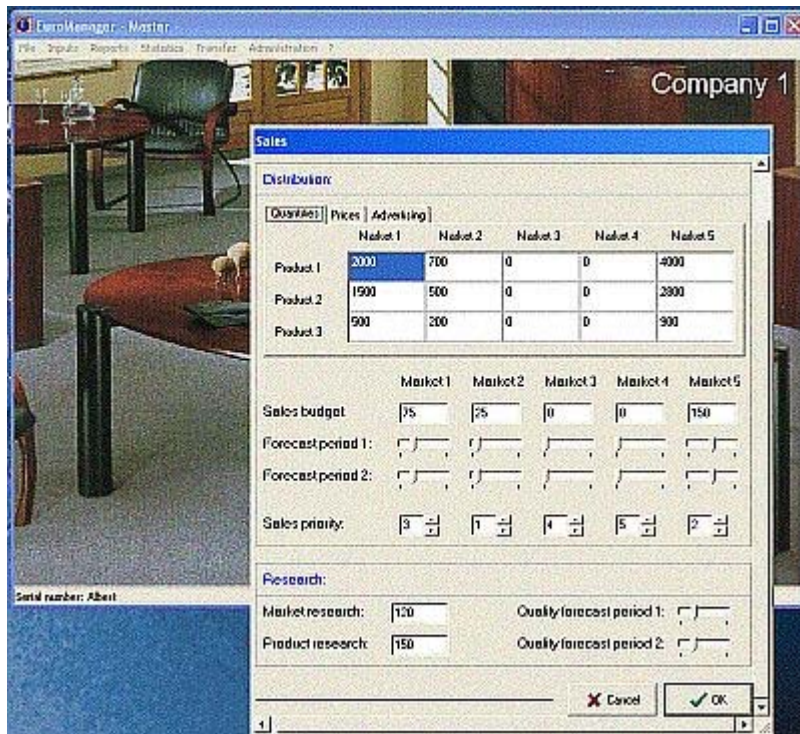 EuroManager - Master -
File Inputs Reports Statistics Transfer Administration ?
Company 1
Sales
Distribution:
Quantities Prices Advertising
Market 1 Market 2 Market 3 Market 4 Market 5
Product 1 2000 700 0 0 4000
Product 2 1500 500 0 0 2800
Product 3 500 200 0 0 900
Market 1 Market 2 Market 3 Market 4 Market 5
Sales budget: 75 25 0 0 150
Forecast period 1:
Forecast period 2:
Sales priority: 3 1 4 5 2
Research:
Market research: 120 Quality forecast period 1:
Product research: 150 Quality forecast period 2:
Cancel OK
Serial number: Albert